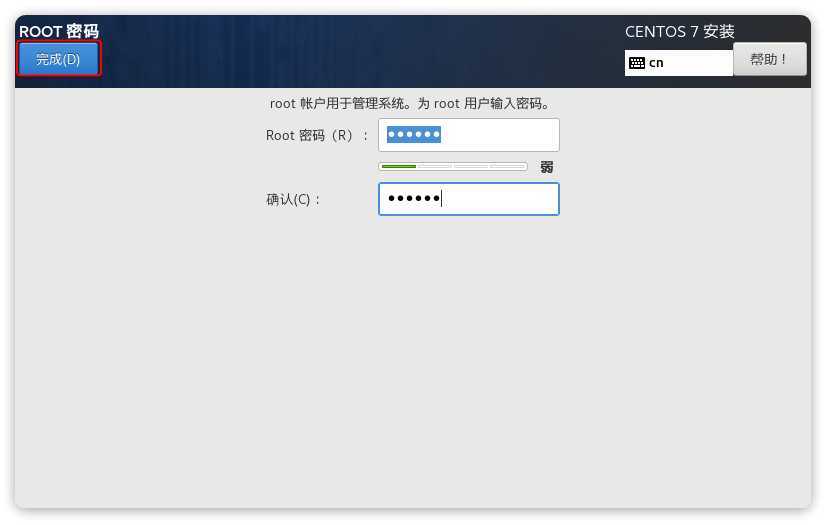 ROOT 密码
CENTOS 7 安装
完成(D)
cn
帮助！
root 帐户用于管理系统。为 root 用户输入密码。
Root 密码（R）：
●●●●●●
弱
确认(C)：
●●●●●●